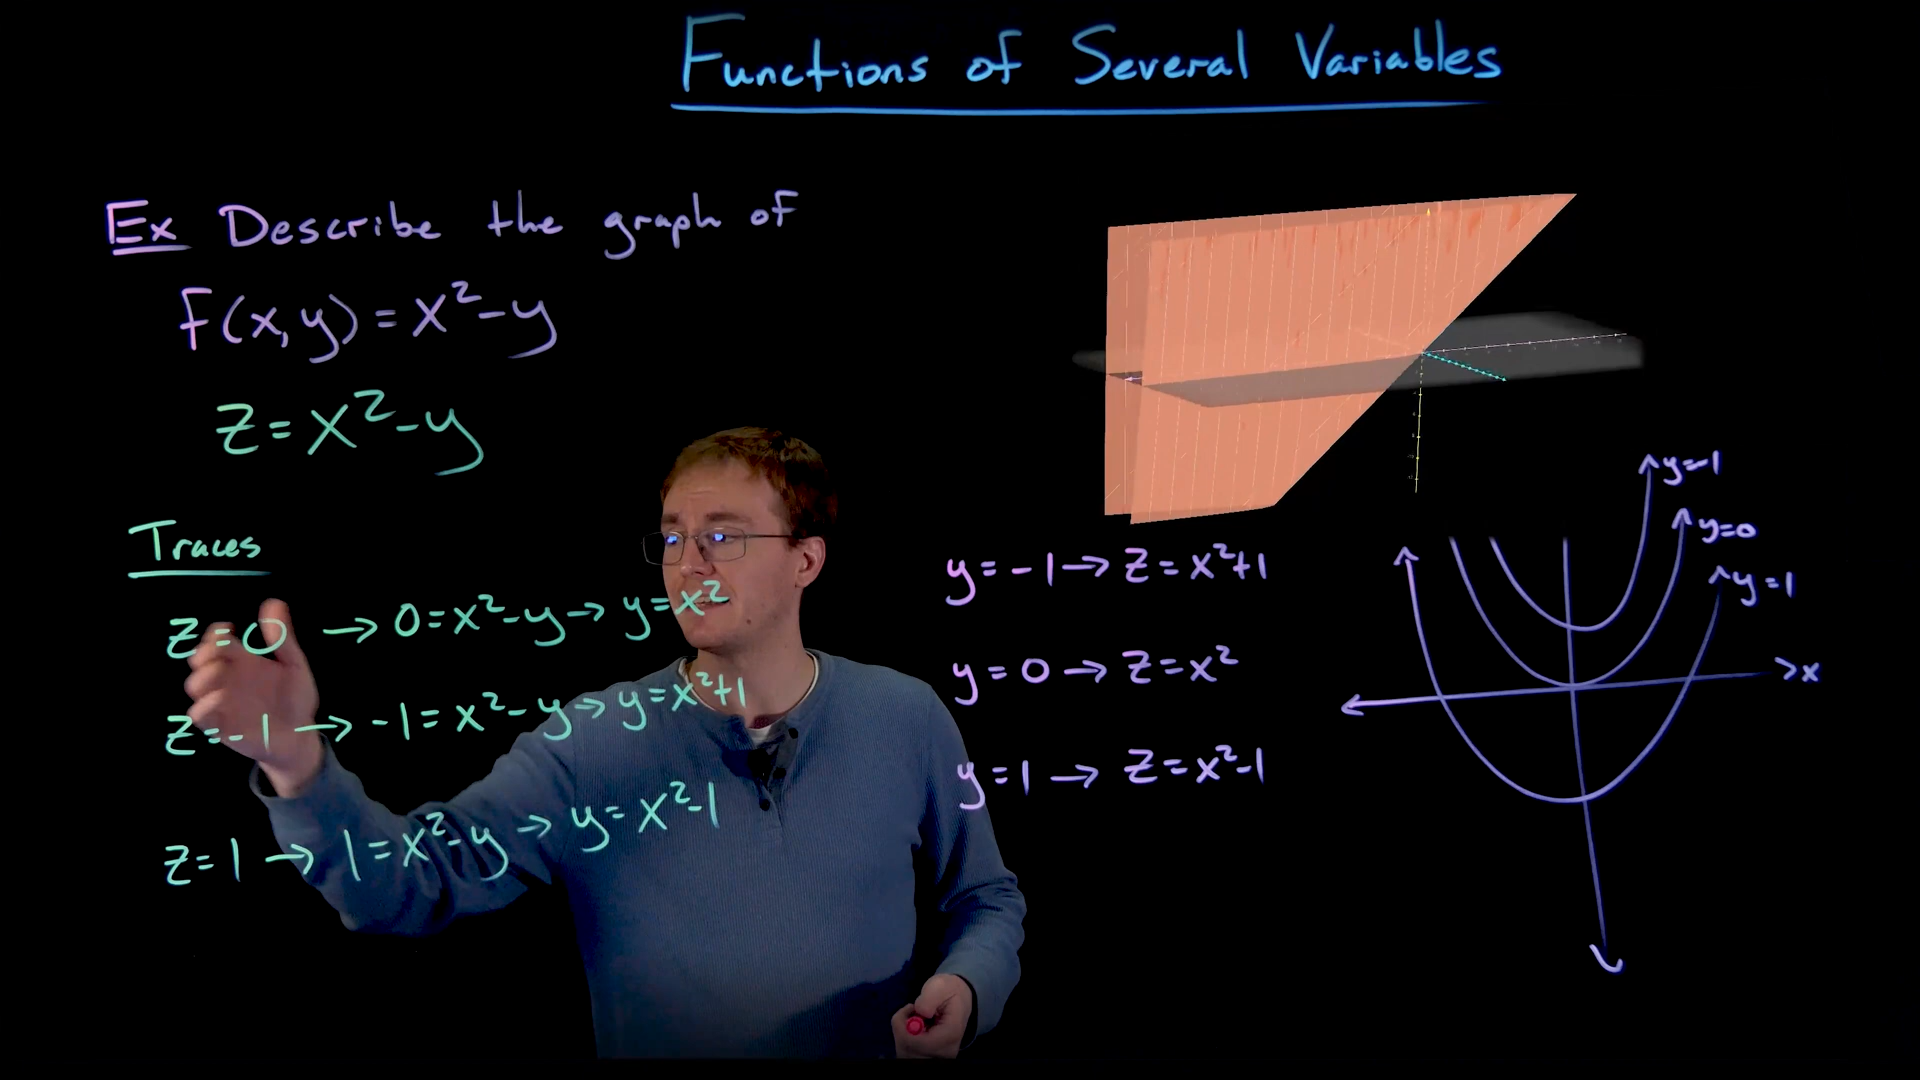 Functions of Several Variables
Ex Describe the graph of
f(x,y)=x²-y
z=x²-y
Traces
z=0 → 0=x²-y → y=x²
z=-1 → -1=x²-y → y=x²+1
z=1 → 1=x²-y → y=x²-1
y=-1 → z=x²+1
y=0 → z=x²
y=1 → z=x²-1
y=-1
y=0
y=1
x